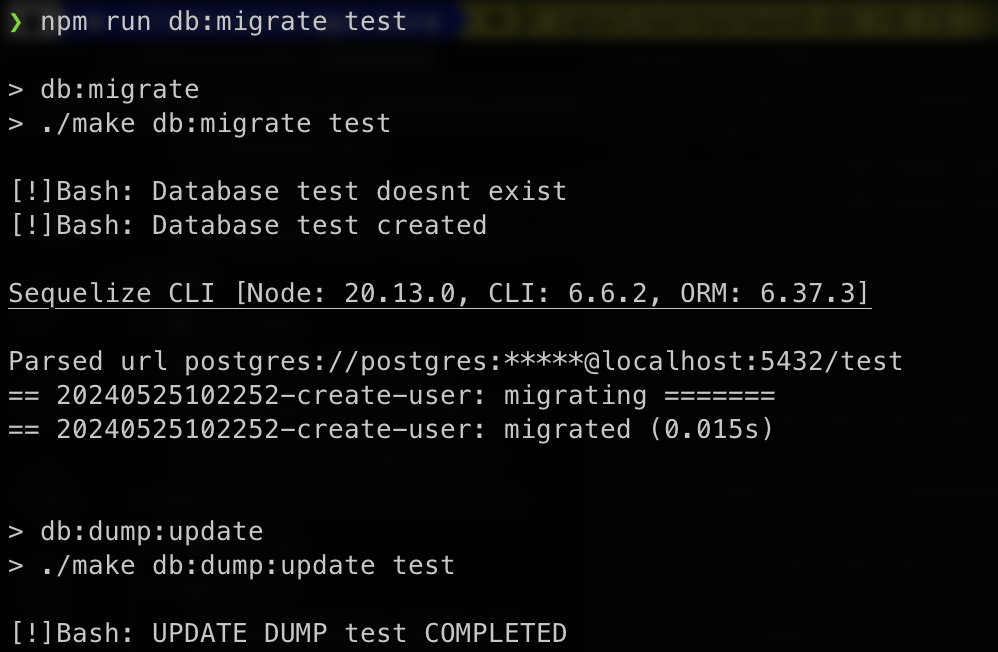 ❯ npm run db:migrate test
> db:migrate
> ./make db:migrate test
[!]Bash: Database test doesnt exist
[!]Bash: Database test created
Sequelize CLI [Node: 20.13.0, CLI: 6.6.2, ORM: 6.37.3]
Parsed url postgres://postgres:*****@localhost:5432/test
== 20240525102252-create-user: migrating =======
== 20240525102252-create-user: migrated (0.015s)
> db:dump:update
> ./make db:dump:update test
[!]Bash: UPDATE DUMP test COMPLETED